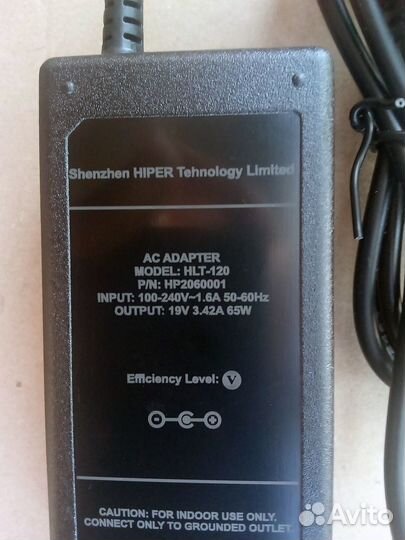 Shenzhen HIPER Tehnology Limited
AC ADAPTER
MODEL: HLT-120
P/N: HP2060001
INPUT: 100-240V~1.6A 50-60Hz
OUTPUT: 19V 3.42A 65W
Efficiency Level: V
CAUTION: FOR INDOOR USE ONLY.
CONNECT ONLY TO GROUNDED OUTLET.
Avito